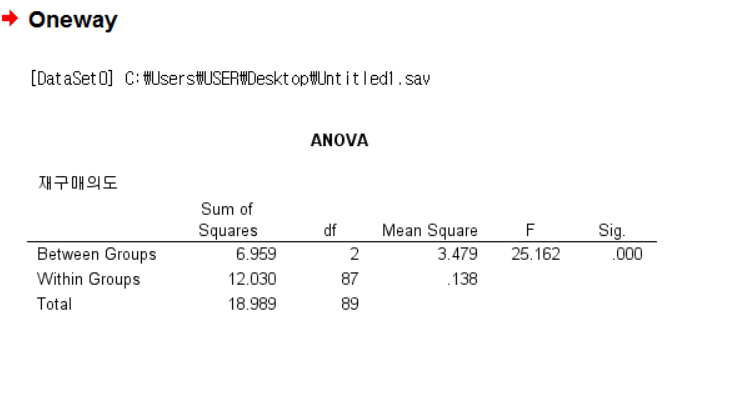 Oneway
[DataSet0] C:₩Users₩USER₩Desktop₩Untitled1.sav
ANOVA
재구매의도
Sum of Squares df Mean Square F Sig.
Between Groups 6.959 2 3.479 25.162 .000
Within Groups 12.030 87 .138
Total 18.989 89